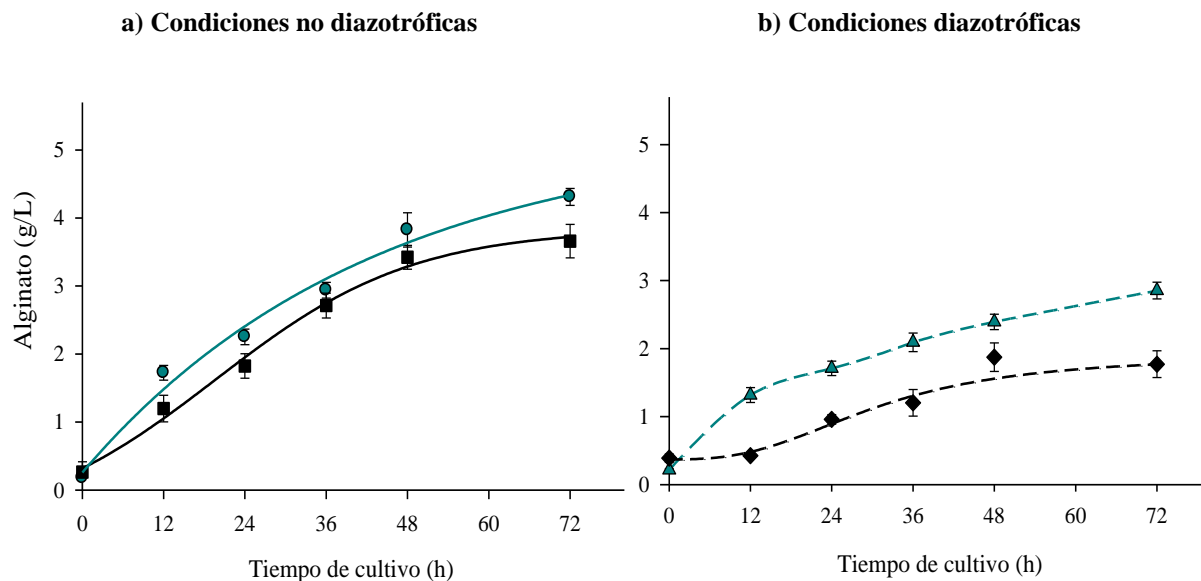 a) Condiciones no diazotróficas
b) Condiciones diazotróficas
Alginato (g/L)
5
4
3
2
1
0
0 12 24 36 48 60 72
Tiempo de cultivo (h)
5
4
3
2
1
0
0 12 24 36 48 60 72
Tiempo de cultivo (h)